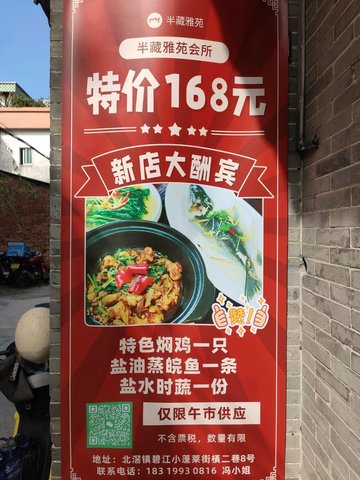 半藏雅苑
半藏雅苑会所
特价168元
新店大酬宾
赞!
特色焖鸡一只
盐油蒸皖鱼一条
盐水时蔬一份
仅限午市供应
不含票税，数量有限
地址：北滘镇碧江小蓬莱街横二巷8号
联系电话：183 1993 0816 冯小姐